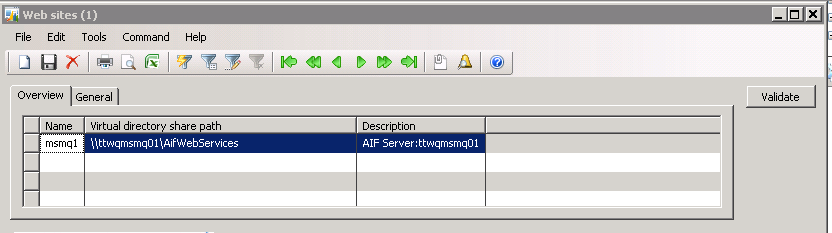 Web sites (1)
File Edit Tools Command Help
Overview General
Validate
Name Virtual directory share path Description
msmq1 \\ttwqmsmq01\AifWebServices AIF Server:ttwqmsmq01